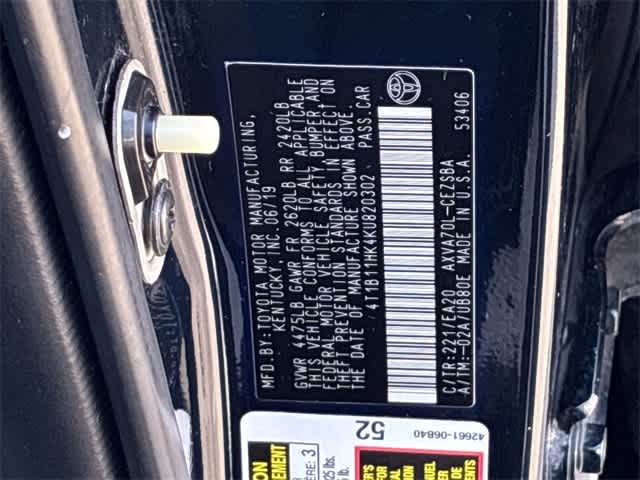 MFD.BY:TOYOTA MOTOR MANUFACTURING,
KENTUCKY, INC. 06/19
GVWR 4475LB GAWR FR 2620LB RR 2420LB
THIS VEHICLE CONFORMS TO ALL APPLICABLE
FEDERAL MOTOR VEHICLE SAFETY, BUMPER, AND
THEFT PREVENTION STANDARDS IN EFFECT ON
THE DATE OF MANUFACTURE SHOWN ABOVE.
4T1B11HK4KU820302 PASS.CAR
C/TR:223/EA20 AXVA70L-CEZSBA
A/TM:-02A/UB80E MADE IN U.S.A. 53406
52
42661-06840